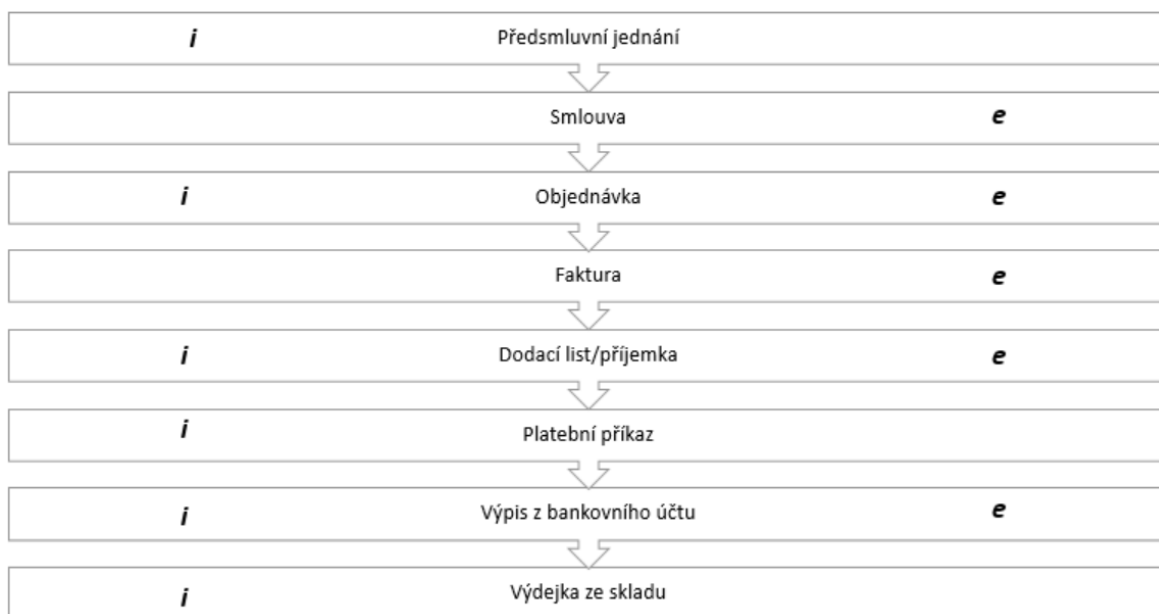 i Předsmluvní jednání
Smlouva e
i Objednávka e
Faktura e
i Dodací list/příjemka e
i Platební příkaz
i Výpis z bankovního účtu e
i Výdejka ze skladu